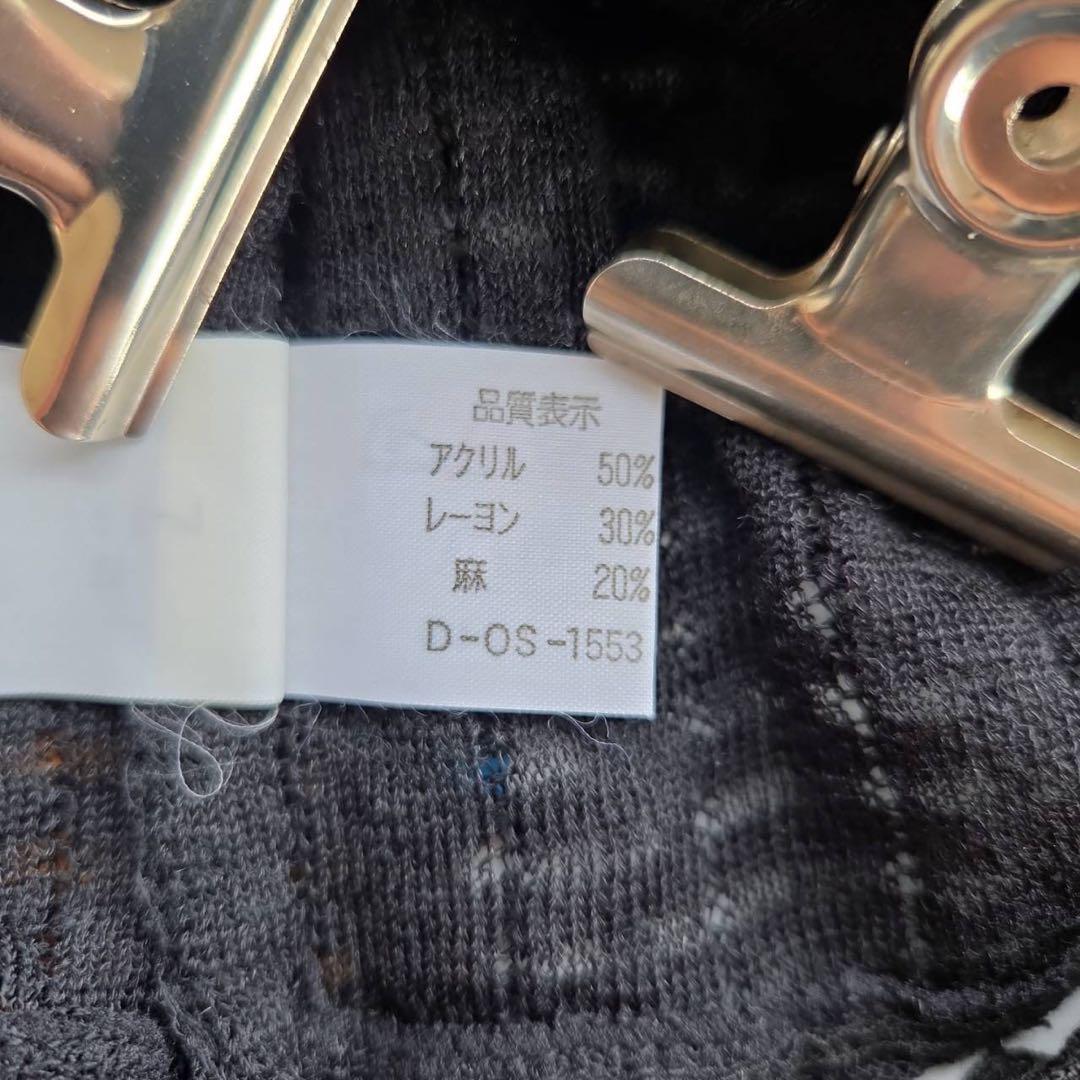 品質表示
アクリル 50%
レーヨン 30%
麻 20%
D-OS-1553